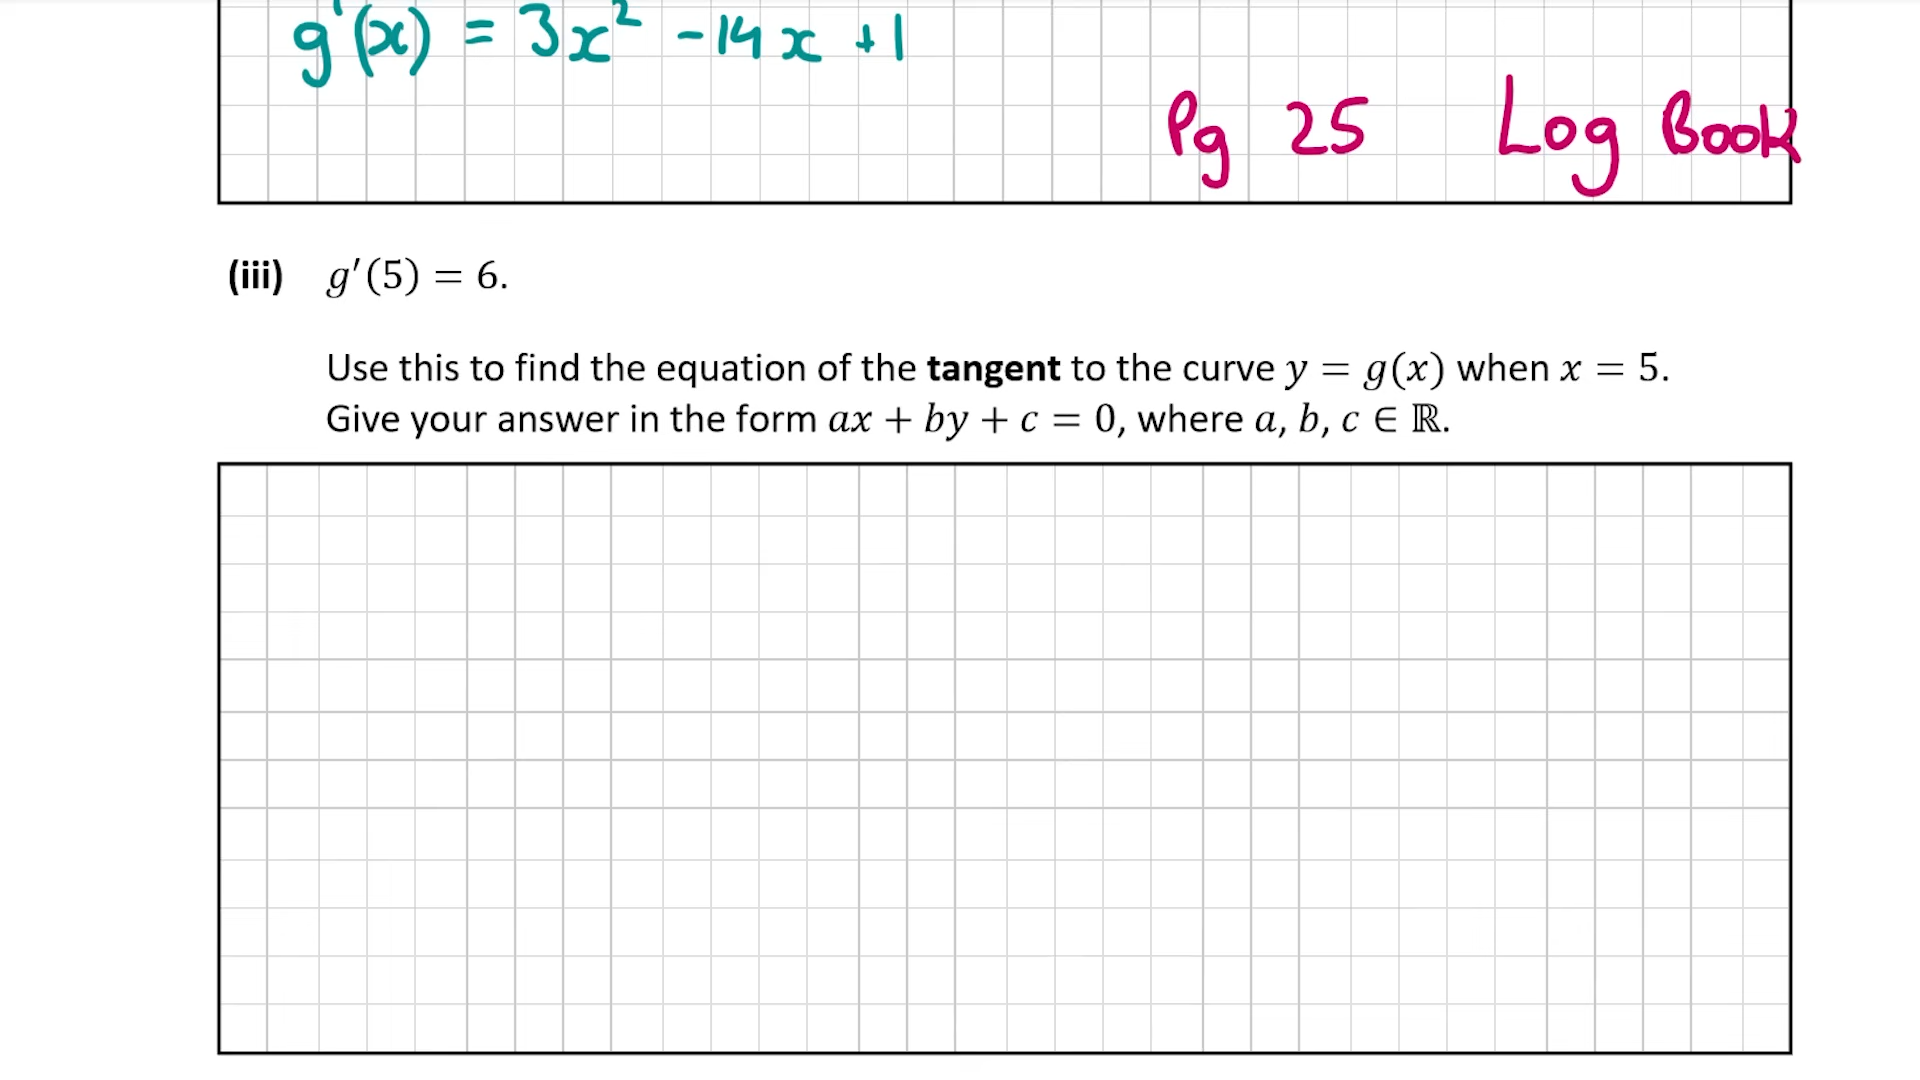 g'(x) = 3x² - 14x + 1
Pg 25 Log Book
(iii) g′(5) = 6.
Use this to find the equation of the tangent to the curve y = g(x) when x = 5.
Give your answer in the form ax + by + c = 0, where a, b, c ∈ ℝ.